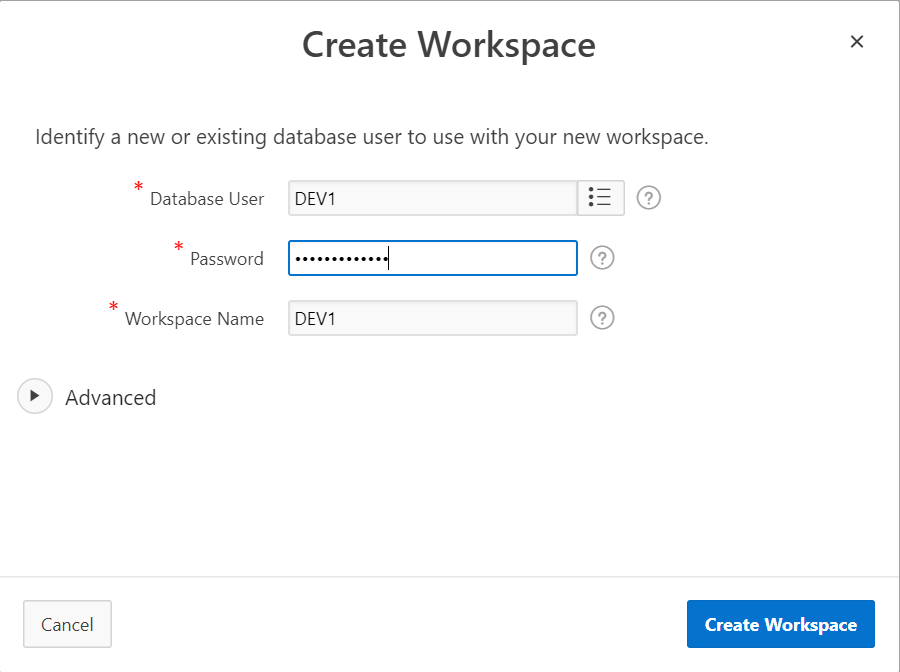 Create Workspace
Identify a new or existing database user to use with your new workspace.
* Database User DEV1 ?
* Password ••••••••••••• ?
* Workspace Name DEV1 ?
Advanced
Cancel Create Workspace